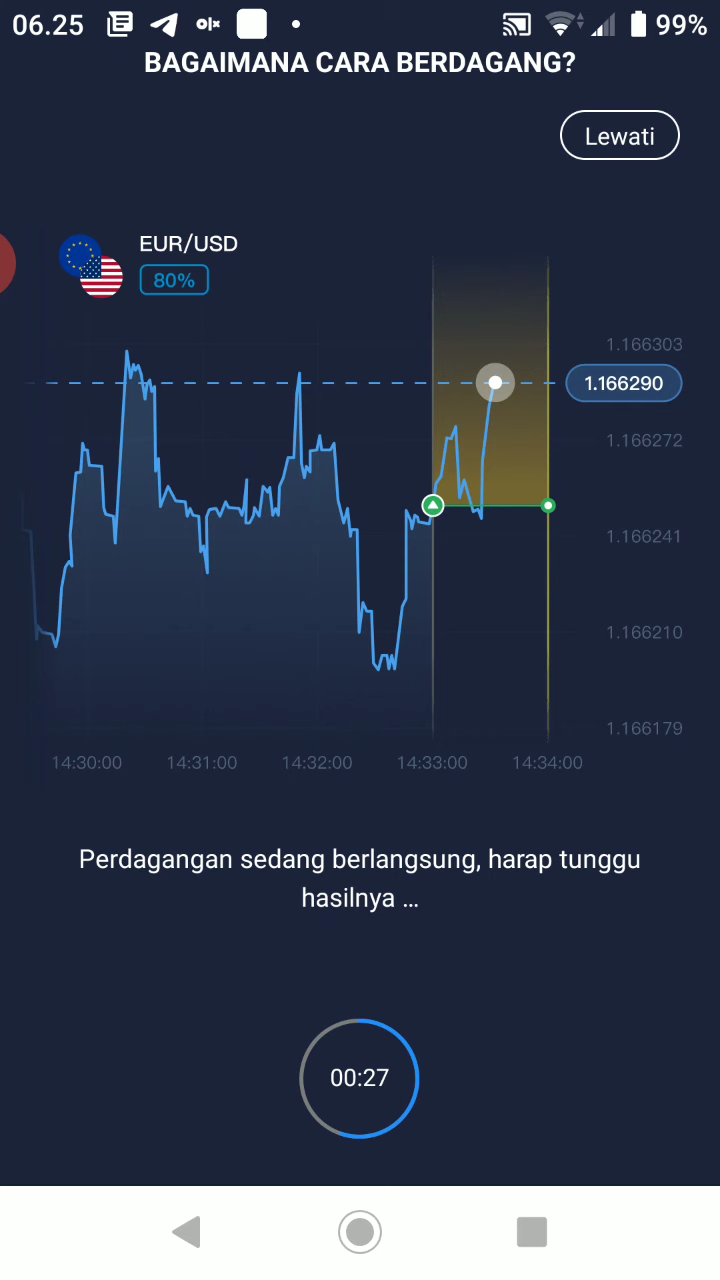 06.25
99%
BAGAIMANA CARA BERDAGANG?
Lewati
EUR/USD
80%
1.166303
1.166290
1.166272
1.166241
1.166210
1.166179
14:30:00 14:31:00 14:32:00 14:33:00 14:34:00
Perdagangan sedang berlangsung, harap tunggu
hasilnya ...
00:27